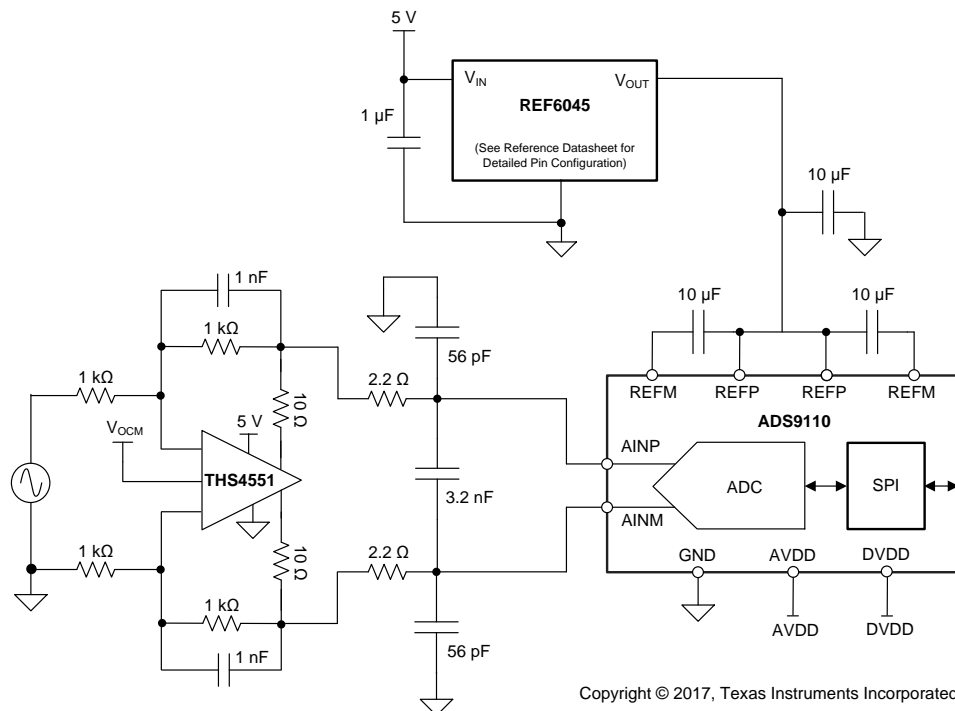 5 V
V_IN
V_OUT
REF6045
1 µF
(See Reference Datasheet for
Detailed Pin Configuration)
10 µF
1 nF
10 µF
10 µF
1 kΩ
56 pF
1 kΩ
2.2 Ω
REFM
REFP
REFP
REFM
10 Ω
ADS9110
V_OCM
5 V
AINP
THS4551
ADC
SPI
3.2 nF
AINM
1 kΩ
10 Ω
2.2 Ω
GND
AVDD
DVDD
1 kΩ
56 pF
AVDD
DVDD
1 nF
Copyright © 2017, Texas Instruments Incorporated